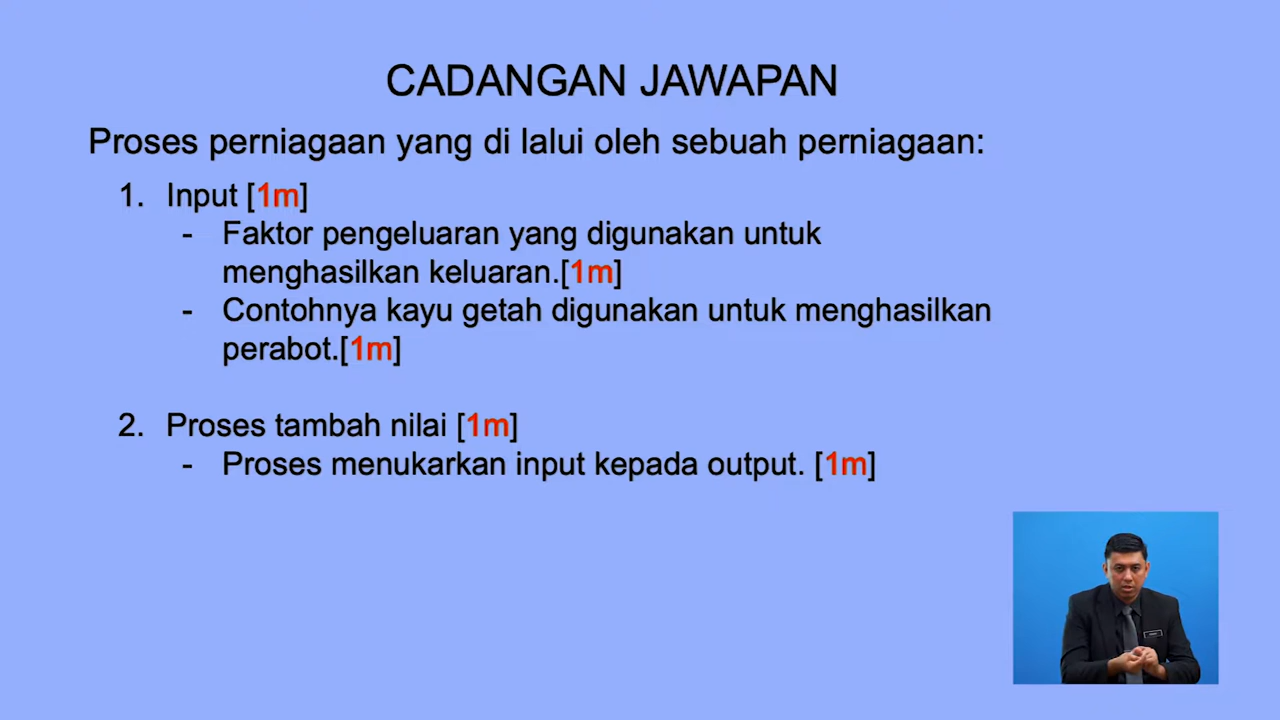 CADANGAN JAWAPAN
Proses perniagaan yang di lalui oleh sebuah perniagaan:
1. Input [1m]
- Faktor pengeluaran yang digunakan untuk
menghasilkan keluaran.[1m]
- Contohnya kayu getah digunakan untuk menghasilkan
perabot.[1m]
2. Proses tambah nilai [1m]
- Proses menukarkan input kepada output. [1m]